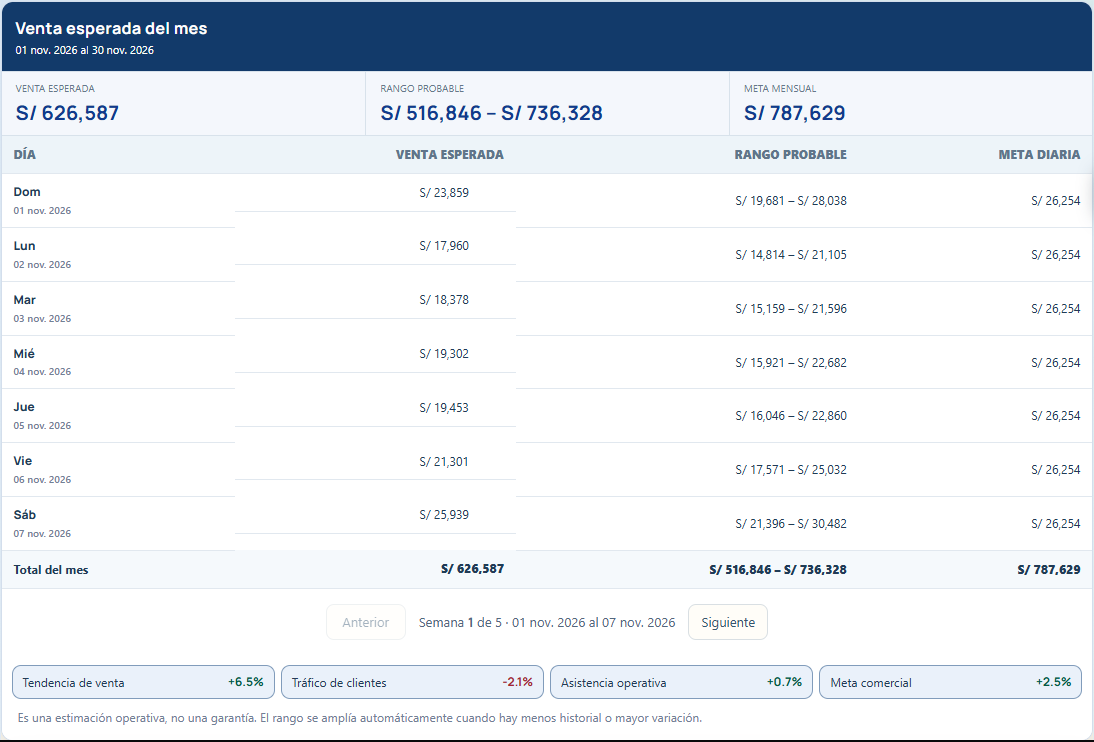 Venta esperada del mes
01 nov. 2026 al 30 nov. 2026
VENTA ESPERADA RANGO PROBABLE META MENSUAL
S/ 626,587 S/ 516,846 – S/ 736,328 S/ 787,629
DÍA VENTA ESPERADA RANGO PROBABLE META DIARIA
Dom S/ 23,859 S/ 19,681 – S/ 28,038 S/ 26,254
01 nov. 2026
Lun S/ 17,960 S/ 14,814 – S/ 21,105 S/ 26,254
02 nov. 2026
Mar S/ 18,378 S/ 15,159 – S/ 21,596 S/ 26,254
03 nov. 2026
Mié S/ 19,302 S/ 15,921 – S/ 22,682 S/ 26,254
04 nov. 2026
Jue S/ 19,453 S/ 16,046 – S/ 22,860 S/ 26,254
05 nov. 2026
Vie S/ 21,301 S/ 17,571 – S/ 25,032 S/ 26,254
06 nov. 2026
Sáb S/ 25,939 S/ 21,396 – S/ 30,482 S/ 26,254
07 nov. 2026
Total del mes S/ 626,587 S/ 516,846 – S/ 736,328 S/ 787,629
Anterior Semana 1 de 5 · 01 nov. 2026 al 07 nov. 2026 Siguiente
Tendencia de venta +6.5% Tráfico de clientes -2.1% Asistencia operativa +0.7% Meta comercial +2.5%
Es una estimación operativa, no una garantía. El rango se amplía automáticamente cuando hay menos historial o mayor variación.